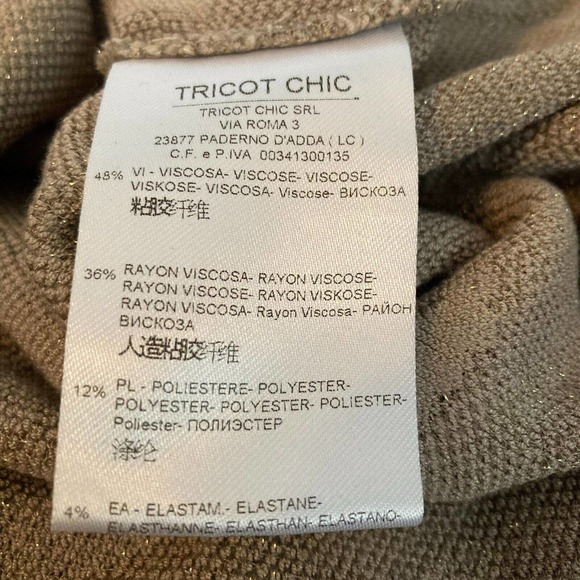 TRICOT CHIC
TRICOT CHIC SRL
VIA ROMA 3
23877 PADERNO D'ADDA ( LC )
C.F. e P.IVA 00341300135
48% VI - VISCOSA- VISCOSE- VISCOSE-
VISKOSE- VISCOSA- Viscose- ВИСКОЗА
粘胶纤维
36% RAYON VISCOSA- RAYON VISCOSE-
RAYON VISCOSE- RAYON VISKOSE-
RAYON VISCOSA- Rayon Viscosa- РАЙОН
ВИСКОЗА
人造粘胶纤维
12% PL - POLIESTERE- POLYESTER-
POLYESTER- POLYESTER- POLIESTER-
Poliester- ПОЛИЭСТЕР
涤纶
4% EA - ELASTAM.- ELASTANE-
ELASTHANNE- ELASTHAN- ELASTANO-